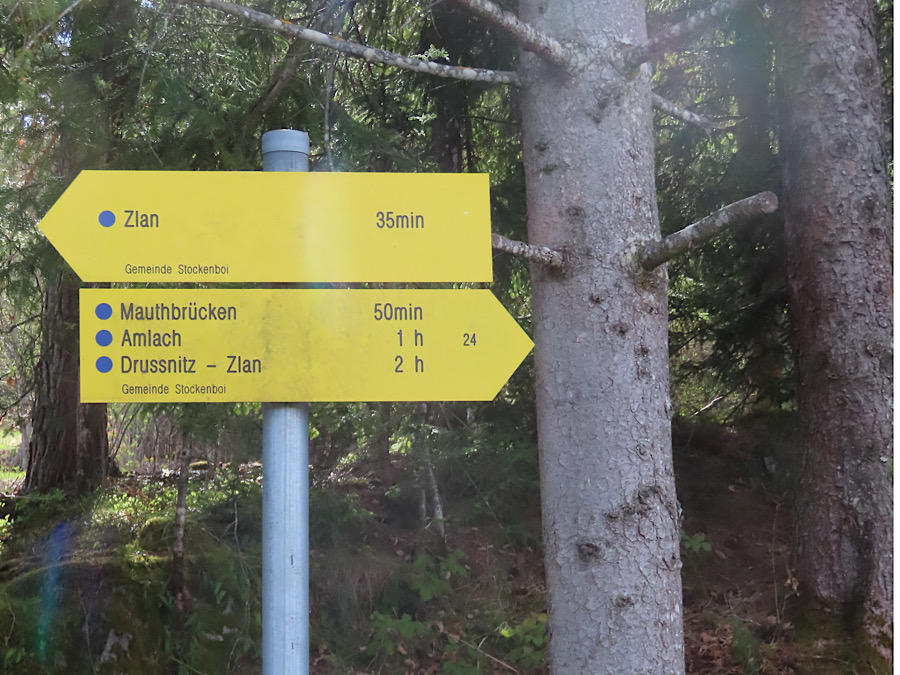 Zlan 35min
Gemeinde Stockenboi
Mauthbrücken 50min
Amlach 1 h 24
Drussnitz – Zlan 2 h
Gemeinde Stockenboi